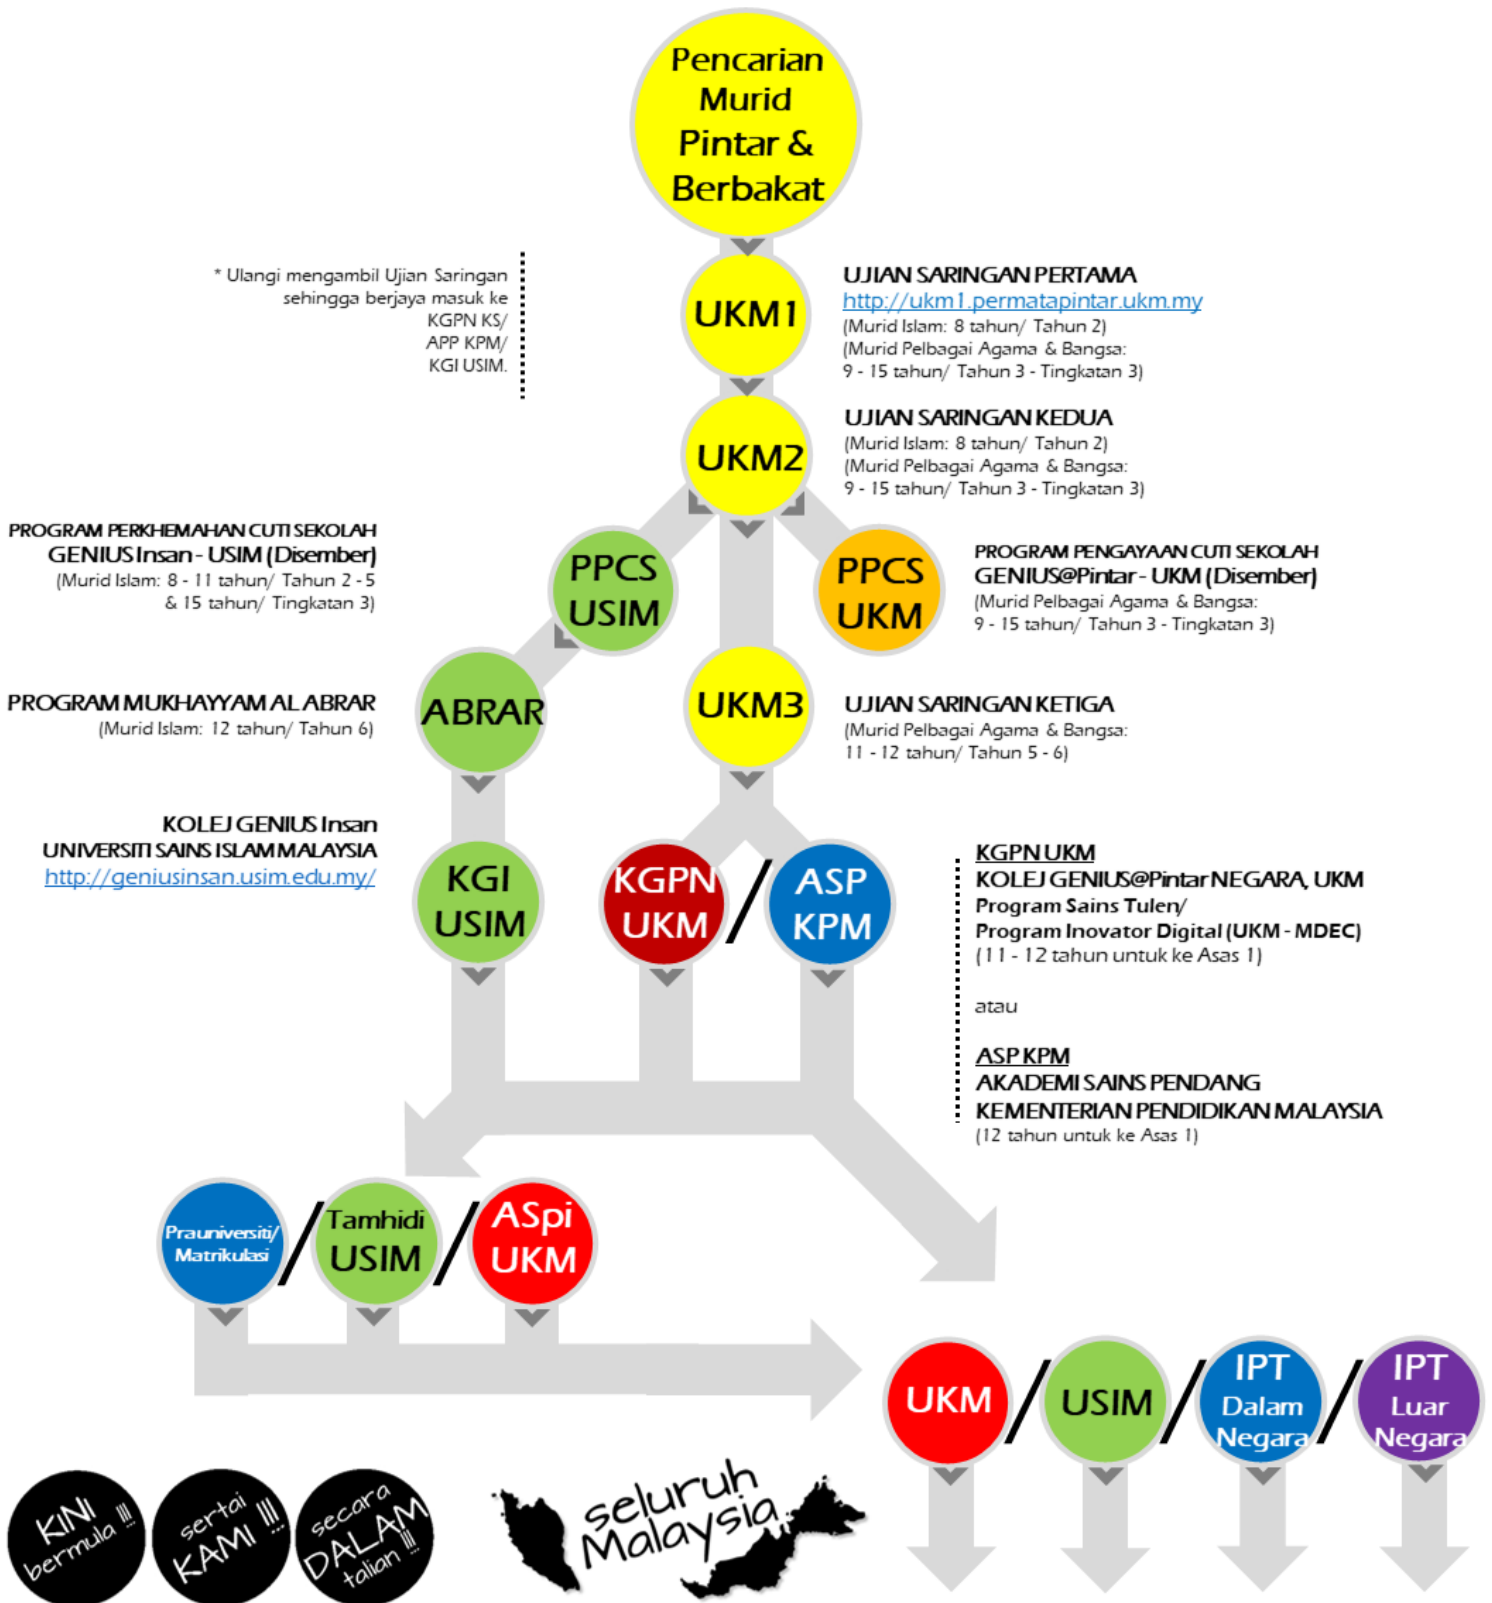 Pencarian
Murid
Pintar &
Berbakat
* Ulangi mengambil Ujian Saringan
sehingga berjaya masuk ke
KGPN KS/
APP KPM/
KGI USIM.
UKM1
UJIAN SARINGAN PERTAMA
http://ukm1.permatapintar.ukm.my
(Murid Islam: 8 tahun/ Tahun 2)
(Murid Pelbagai Agama & Bangsa:
9 - 15 tahun/ Tahun 3 - Tingkatan 3)
UKM2
UJIAN SARINGAN KEDUA
(Murid Islam: 8 tahun/ Tahun 2)
(Murid Pelbagai Agama & Bangsa:
9 - 15 tahun/ Tahun 3 - Tingkatan 3)
PROGRAM PERKHEMAHAN CUTI SEKOLAH
GENIUS Insan - USIM (Disember)
(Murid Islam: 8 - 11 tahun/ Tahun 2 - 5
& 15 tahun/ Tingkatan 3)
PPCS
USIM
PPCS
UKM
PROGRAM PENGAYAAN CUTI SEKOLAH
GENIUS@Pintar - UKM (Disember)
(Murid Pelbagai Agama & Bangsa:
9 - 15 tahun/ Tahun 3 - Tingkatan 3)
PROGRAM MUKHAYYAM AL ABRAR
(Murid Islam: 12 tahun/ Tahun 6)
ABRAR
UKM3
UJIAN SARINGAN KETIGA
(Murid Pelbagai Agama & Bangsa:
11 - 12 tahun/ Tahun 5 - 6)
KOLEJ GENIUS Insan
UNIVERSITI SAINS ISLAM MALAYSIA
http://geniusinsan.usim.edu.my/
KGI
USIM
KGPN
UKM
/
ASP
KPM
KGPN UKM
KOLEJ GENIUS@Pintar NEGARA, UKM
Program Sains Tulen/
Program Inovator Digital (UKM - MDEC)
(11 - 12 tahun untuk ke Asas 1)
atau
ASP KPM
AKADEMI SAINS PENDANG
KEMENTERIAN PENDIDIKAN MALAYSIA
(12 tahun untuk ke Asas 1)
Prauniversiti/
Matrikulasi
/
Tamhidi
USIM
/
ASpi
UKM
UKM
/
USIM
/
IPT
Dalam
Negara
/
IPT
Luar
Negara
KINI
bermula !!!
sertai
KAMI !!!
secara
DALAM
talian !!!
seluruh
Malaysia